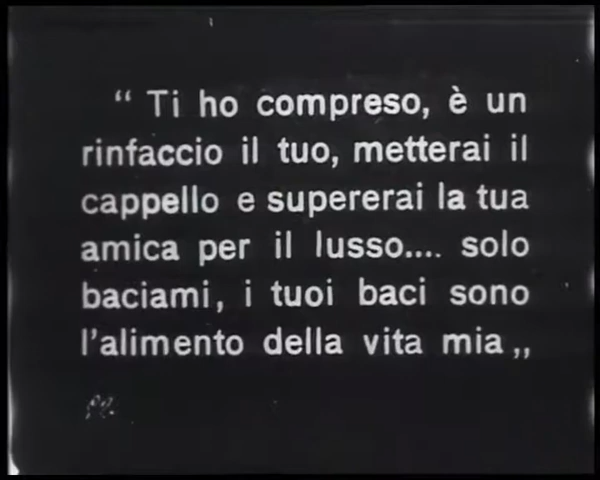 “ Ti ho compreso, è un
rinfaccio il tuo, metterai il
cappello e supererai la tua
amica per il lusso.... solo
baciami, i tuoi baci sono
l'alimento della vita mia „